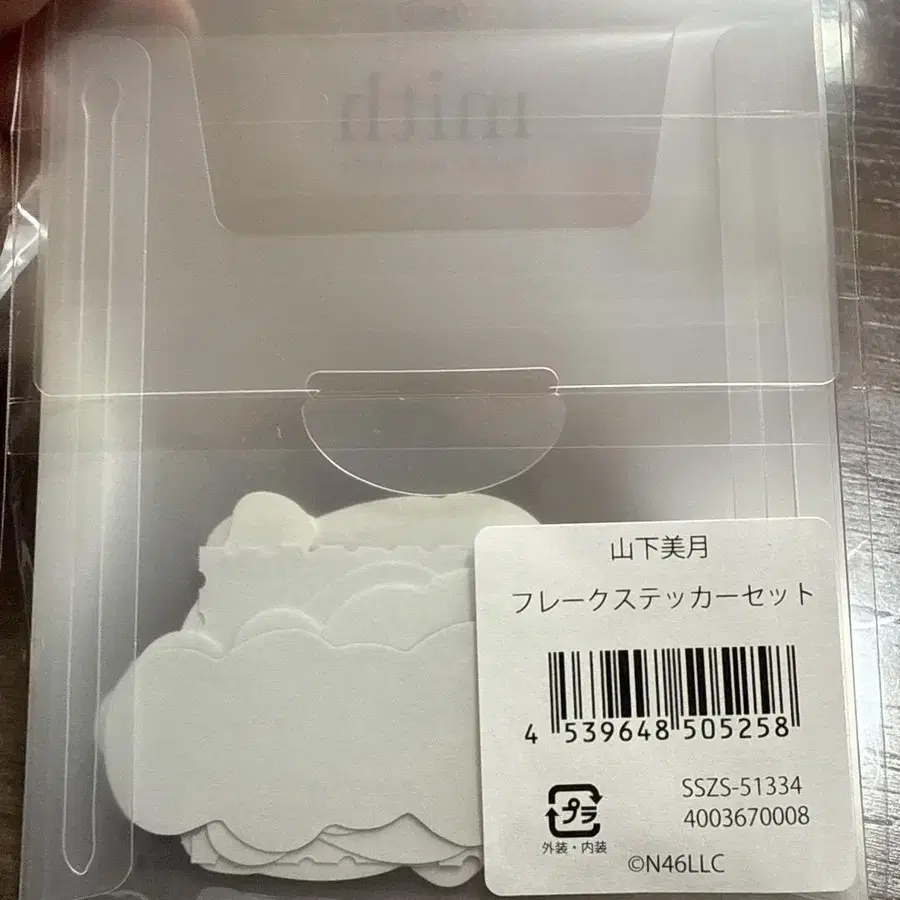 mith
山下美月
フレークステッカーセット
4 539648 505258
SSZS-51334
4003670008
プラ
外装・内装
©N46LLC